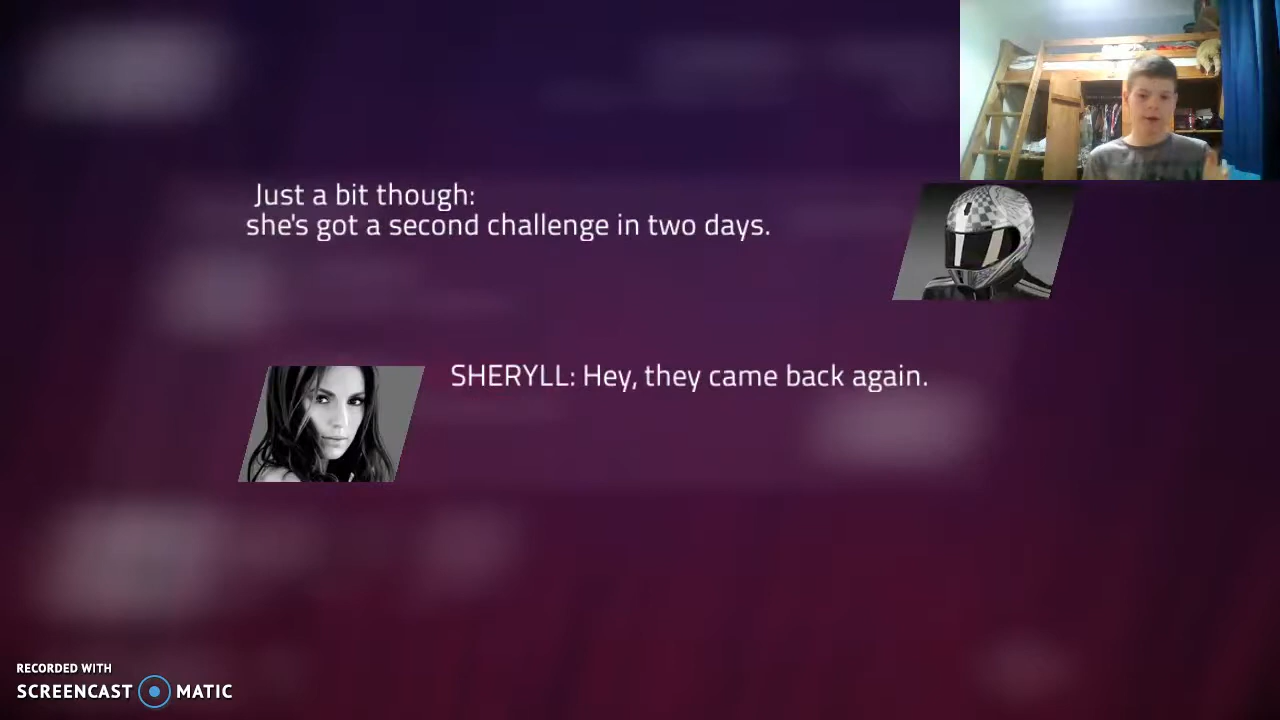 Just a bit though:
she's got a second challenge in two days.
SHERYLL: Hey, they came back again.
RECORDED WITH
SCREENCAST MATIC